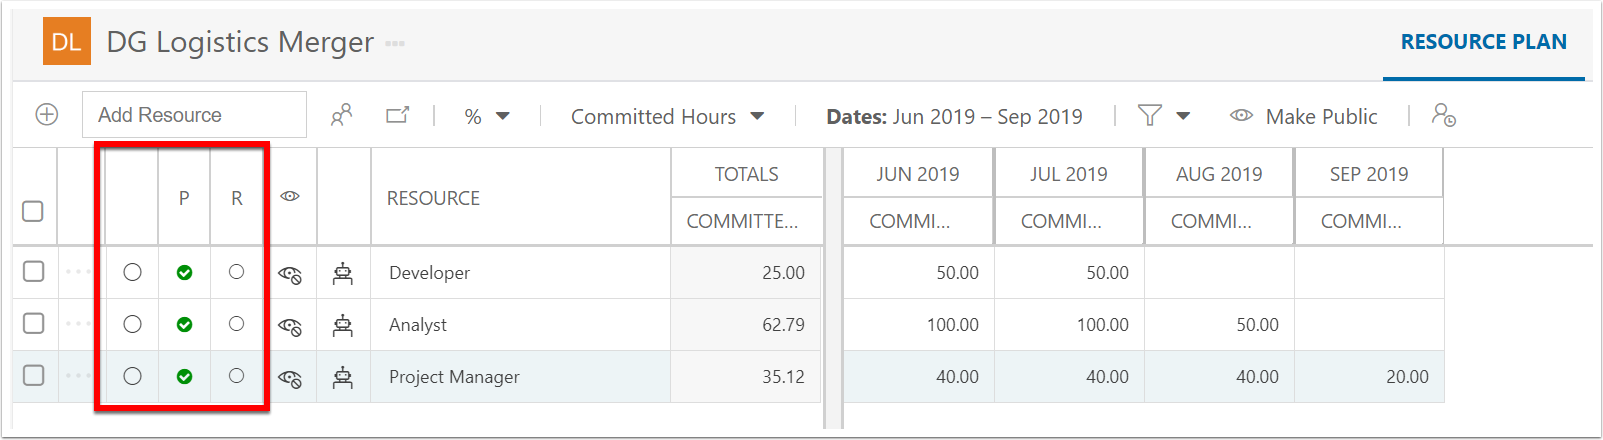 DL DG Logistics Merger RESOURCE PLAN
Add Resource % Committed Hours Dates: Jun 2019 – Sep 2019 Make Public
TOTALS JUN 2019 JUL 2019 AUG 2019 SEP 2019
P R RESOURCE
COMMITTE... COMMI... COMMI... COMMI... COMMI...
Developer 25.00 50.00 50.00
Analyst 62.79 100.00 100.00 50.00
Project Manager 35.12 40.00 40.00 40.00 20.00